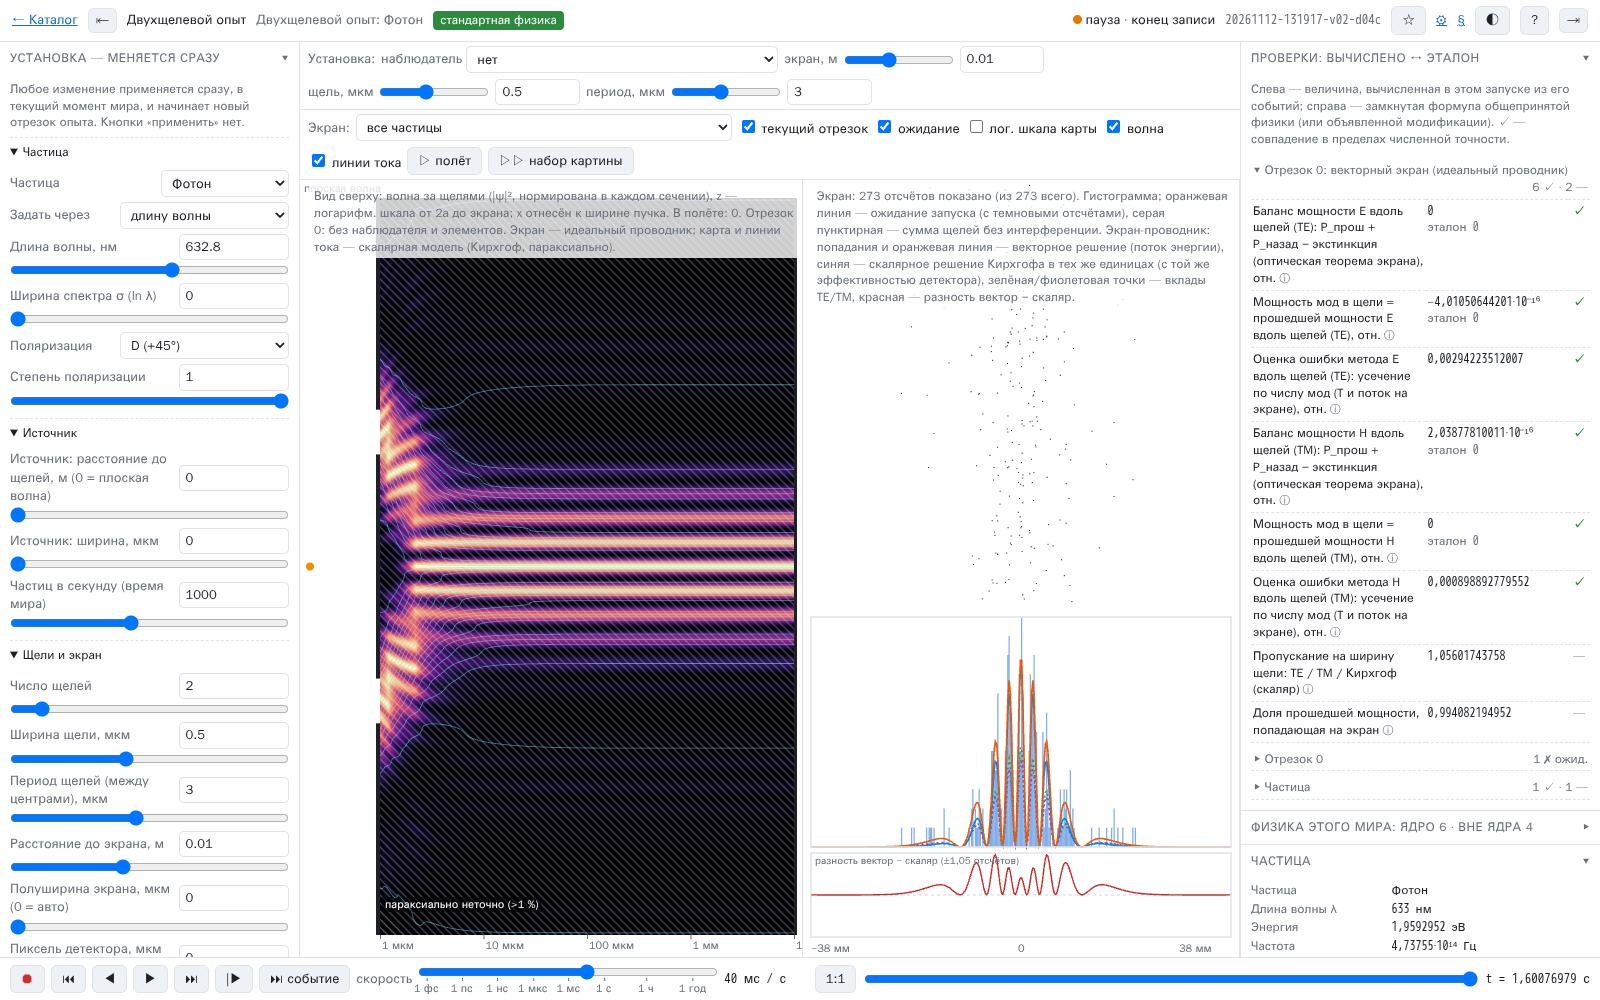 ← Каталог
⇤
Двухщелевой опыт
Двухщелевой опыт: Фотон
стандартная физика
пауза · конец записи
20261112-131917-v02-d04c
☆
⚙
§
?
⇥
УСТАНОВКА — МЕНЯЕТСЯ СРАЗУ
Любое изменение применяется сразу, в
текущий момент мира, и начинает новый
отрезок опыта. Кнопки «применить» нет.
▼ Частица
Частица
Фотон
Задать через
длину волны
Длина волны, нм
632.8
Ширина спектра σ (ln λ)
0
Поляризация
D (+45°)
Степень поляризации
1
▼ Источник
Источник: расстояние до
щелей, м (0 = плоская
волна)
0
Источник: ширина, мкм
0
Частиц в секунду (время
мира)
1000
▼ Щели и экран
Число щелей
2
Ширина щели, мкм
0.5
Период щелей (между
центрами), мкм
3
Расстояние до экрана, м
0.01
Полуширина экрана, мкм
(0 = авто)
0
Пиксель детектора, мкм
Установка: наблюдатель
нет
экран, м
0.01
щель, мкм
0.5
период, мкм
3
Экран:
все частицы
текущий отрезок
ожидание
лог. шкала карты
волна
линии тока
▷ полёт
▷▷ набор картины
плоская волна
Вид сверху: волна за щелями (|ψ|², нормирована в каждом сечении), z —
логарифм. шкала от 2a до экрана; x отнесён к ширине пучка. В полёте: 0. Отрезок
0: без наблюдателя и элементов. Экран — идеальный проводник; карта и линии
тока — скалярная модель (Кирхгоф, параксиально).
параксиально неточно (>1 %)
1 мкм
10 мкм
100 мкм
1 мм
1
Экран: 273 отсчётов показано (из 273 всего). Гистограмма; оранжевая
линия — ожидание запуска (с темновыми отсчётами), серая
пунктирная — сумма щелей без интерференции. Экран-проводник:
попадания и оранжевая линия — векторное решение (поток энергии),
синяя — скалярное решение Кирхгофа в тех же единицах (с той же
эффективностью детектора), зелёная/фиолетовая точки — вклады
TE/TM, красная — разность вектор − скаляр.
разность вектор − скаляр (±1,05 отсчётов)
−38 мм
0
38 мм
ПРОВЕРКИ: ВЫЧИСЛЕНО ↔ ЭТАЛОН
Слева — величина, вычисленная в этом запуске из его
событий; справа — замкнутая формула общепринятой
физики (или объявленной модификации). ✓ —
совпадение в пределах численной точности.
▾ Отрезок 0: векторный экран (идеальный проводник)
6 ✓ · 2 —
Баланс мощности E вдоль
щелей (TE): P_прош +
P_назад − экстинкция
(оптическая теорема экрана),
отн. ⓘ
0
эталон 0
✓
Мощность мод в щели =
прошедшей мощности E
вдоль щелей (TE), отн. ⓘ
−4,01050644201·10⁻¹⁶
эталон 0
✓
Оценка ошибки метода E
вдоль щелей (TE): усечение
по числу мод (T и поток на
экране), отн. ⓘ
0,00294223512007
✓
Баланс мощности H вдоль
щелей (TM): P_прош +
P_назад − экстинкция
(оптическая теорема экрана),
отн. ⓘ
2,03877810011·10⁻¹⁶
эталон 0
✓
Мощность мод в щели =
прошедшей мощности H
вдоль щелей (TM), отн. ⓘ
0
эталон 0
✓
Оценка ошибки метода H
вдоль щелей (TM): усечение
по числу мод (T и поток на
экране), отн. ⓘ
0,000898892779552
✓
Пропускание на ширину
щели: TE / TM / Кирхгоф
(скаляр) ⓘ
1,05601743758
—
Доля прошедшей мощности,
попадающая на экран ⓘ
0,994082194952
—
▸ Отрезок 0
1 ✗ ожид.
▸ Частица
1 ✓ · 1 —
ФИЗИКА ЭТОГО МИРА: ЯДРО 6 · ВНЕ ЯДРА 4
ЧАСТИЦА
Частица
Фотон
Длина волны λ
633 нм
Энергия
1,9592952 эВ
Частота
4,73755·10¹⁴ Гц
⏭ событие
скорость
1 фс
1 пс
1 нс
1 мкс
1 мс
1 с
1 ч
1 год
40 мс / с
1:1
t = 1,60076979 с